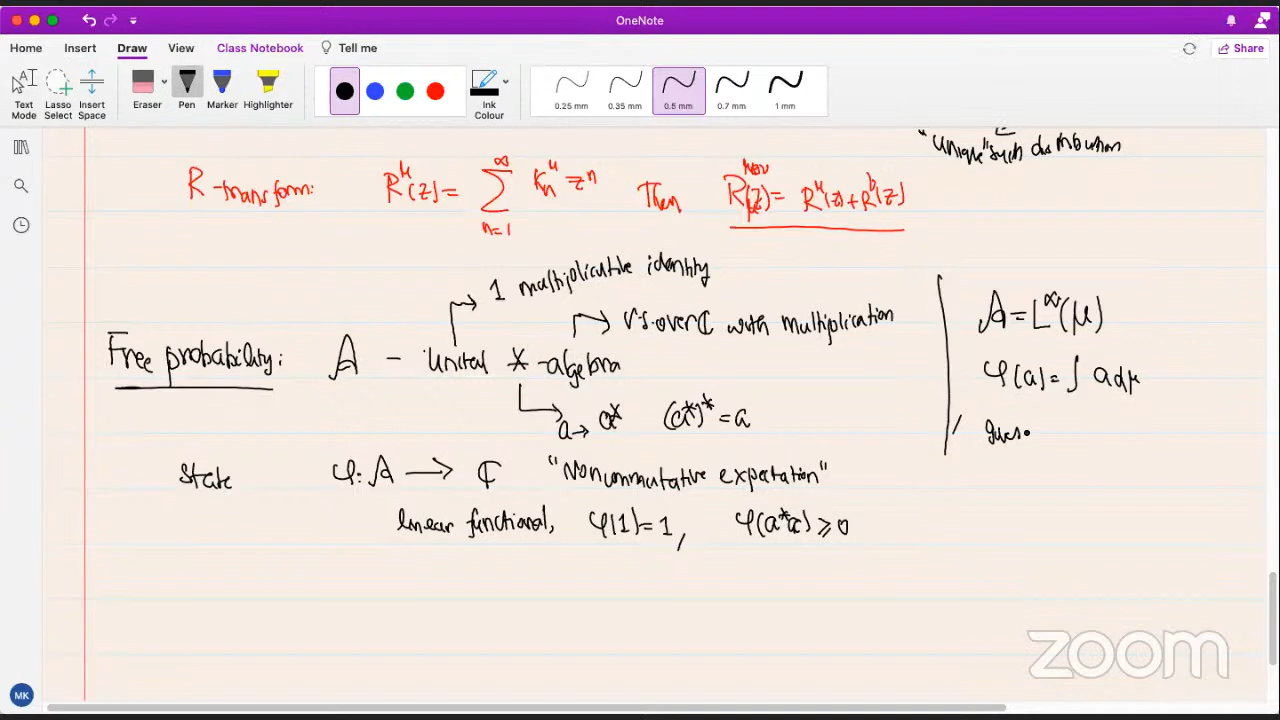 OneNote
Home Insert Draw View Class Notebook Tell me Share
Text Mode Lasso Select Insert Space Eraser Pen Marker Highlighter Ink Colour 0.25 mm 0.35 mm 0.5 mm 0.7 mm 1 mm
"unique" such distribution
R-transform: R^μ(z) = ∑_{n=1}^∞ K_n^μ z^n Then R(z) = R^μ(z) + R^b(z)
1 multiplicative identity
v.s. over ℂ with multiplication
Free probability: A - unital * -algebra
a → a* (a*)* = a
State φ: A → ℂ "Noncommutative expectation"
linear functional, φ(1) = 1, φ(a*a) ≥ 0
A = L^∞(μ)
φ(a) = ∫ a dμ
MK
zoom